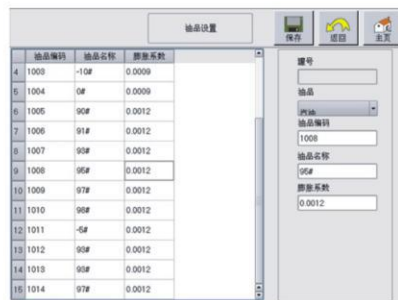 油品设置
保存 返回 主页
油品编码 油品名称 膨胀系数
4 1003 -10# 0.0009
5 1004 0# 0.0009
6 1005 90# 0.0012
7 1006 91# 0.0012
8 1007 93# 0.0012
9 1008 95# 0.0012
10 1009 97# 0.0012
11 1010 98# 0.0012
12 1011 -5# 0.0012
13 1012 93# 0.0012
14 1013 93# 0.0012
15 1014 97# 0.0012
罐号
油品
汽油
油品编码
1008
油品名称
95#
膨胀系数
0.0012